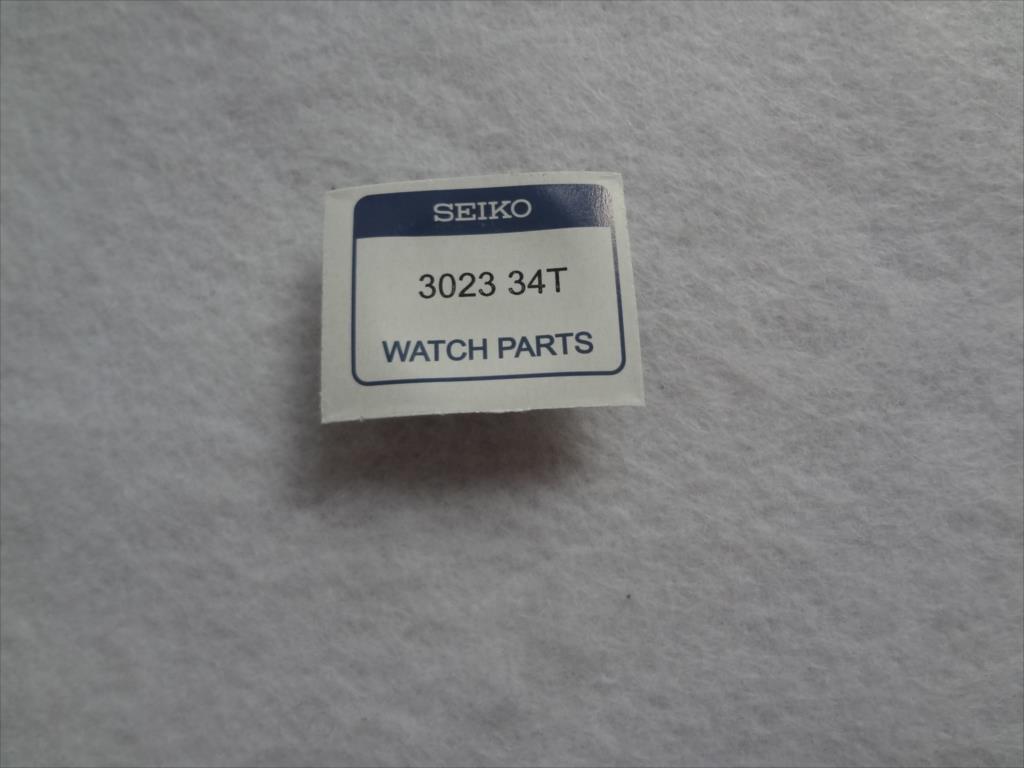 SEIKO
3023 34T
WATCH PARTS